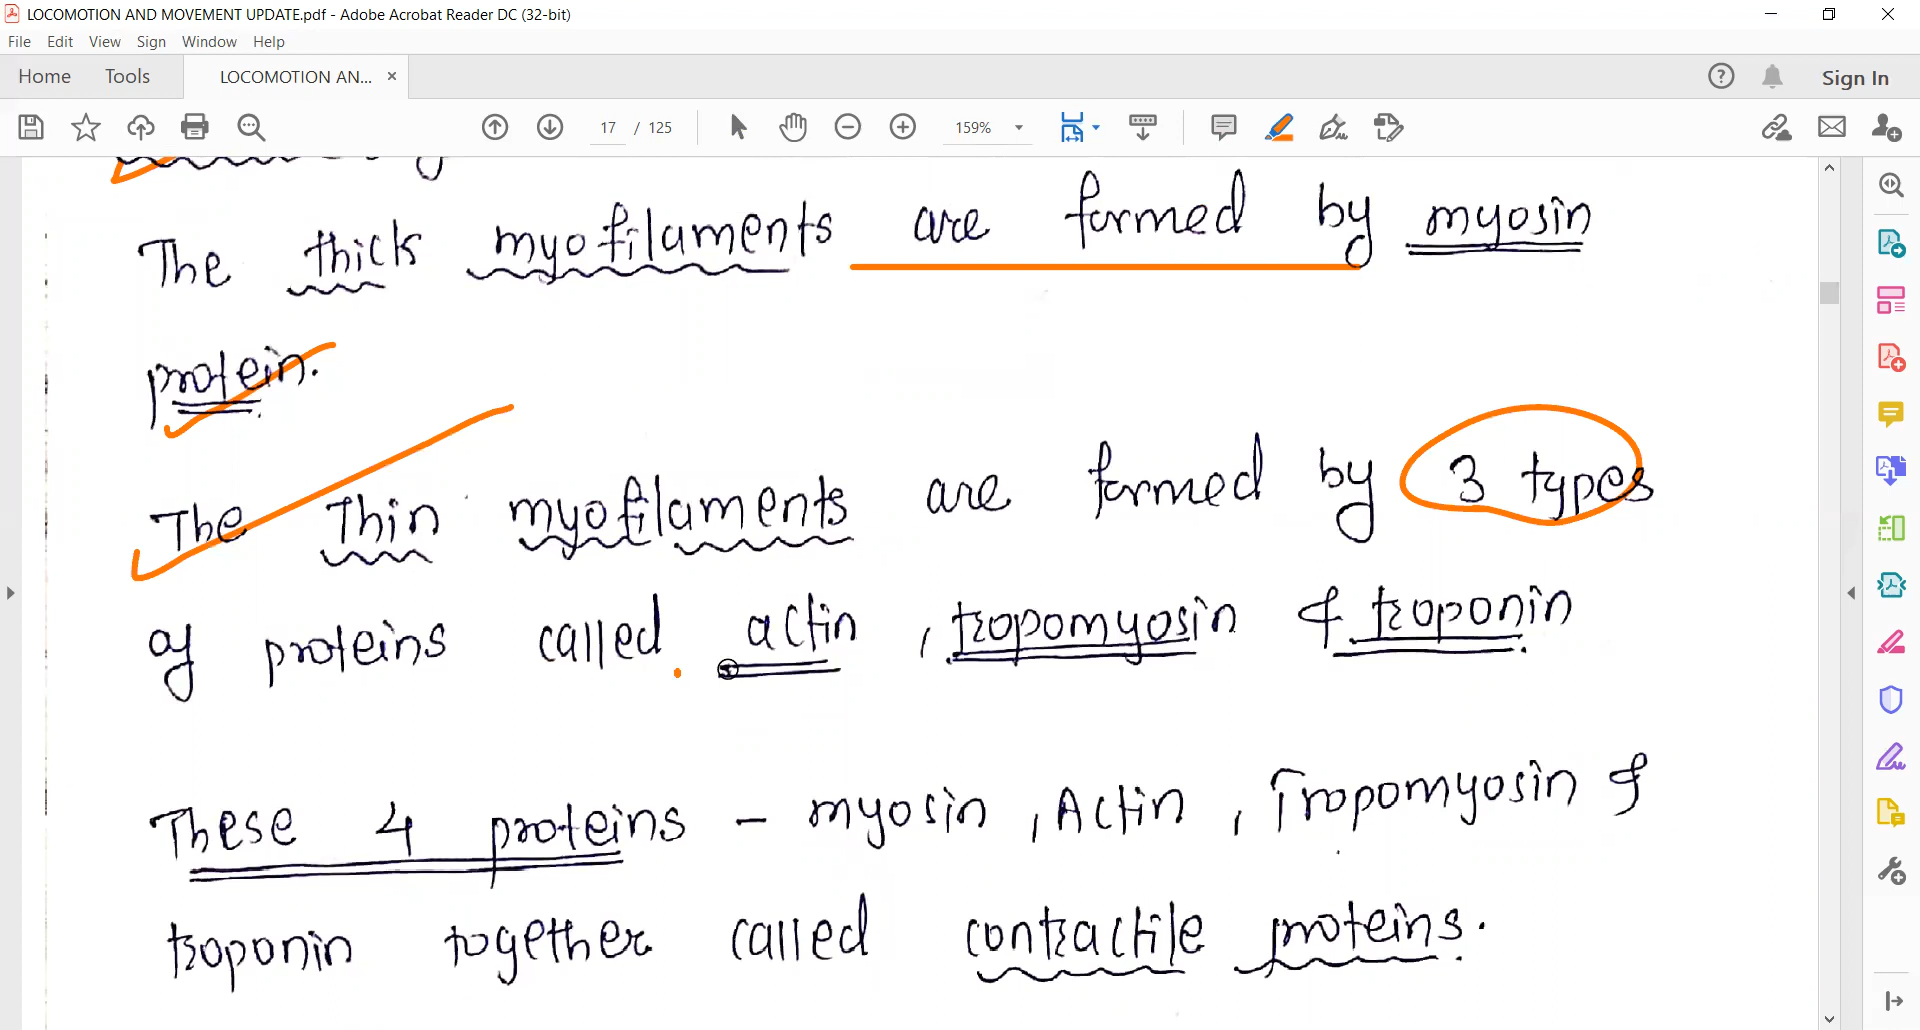 LOCOMOTION AND MOVEMENT UPDATE.pdf - Adobe Acrobat Reader DC (32-bit)
File Edit View Sign Window Help
Home Tools LOCOMOTION AN... × Sign In
17 / 125 159%
The thick myofilaments are formed by myosin
protein.
The Thin myofilaments are formed by 3 types
of proteins called actin, tropomyosin & troponin
These 4 proteins - myosin, Actin, Tropomyosin &
troponin together called contractile proteins.